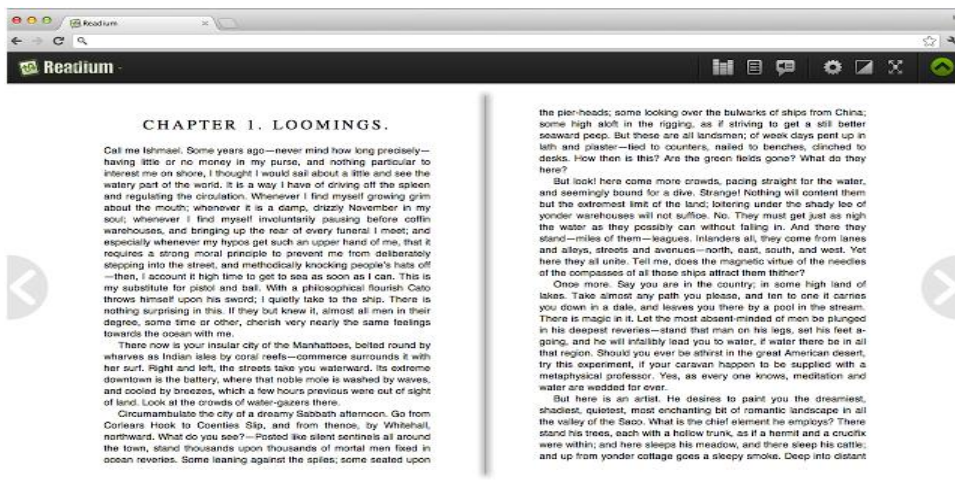 Readium
Readium
CHAPTER 1. LOOMINGS.
Call me Ishmael. Some years ago—never mind how long precisely—
having little or no money in my purse, and nothing particular to
interest me on shore, I thought I would sail about a little and see the
watery part of the world. It is a way I have of driving off the spleen
and regulating the circulation. Whenever I find myself growing grim
about the mouth; whenever it is a damp, drizzly November in my
soul; whenever I find myself involuntarily pausing before coffin
warehouses, and bringing up the rear of every funeral I meet; and
especially whenever my hypos get such an upper hand of me, that it
requires a strong moral principle to prevent me from deliberately
stepping into the street, and methodically knocking people's hats off
—then, I account it high time to get to sea as soon as I can. This is
my substitute for pistol and ball. With a philosophical flourish Cato
throws himself upon his sword; I quietly take to the ship. There is
nothing surprising in this. If they but knew it, almost all men in their
degree, some time or other, cherish very nearly the same feelings
towards the ocean with me.
There now is your insular city of the Manhattoes, belted round by
wharves as Indian isles by coral reefs—commerce surrounds it with
her surf. Right and left, the streets take you waterward. Its extreme
downtown is the battery, where that noble mole is washed by waves,
and cooled by breezes, which a few hours previous were out of sight
of land. Look at the crowds of water-gazers there.
Circumambulate the city of a dreamy Sabbath afternoon. Go from
Corlears Hook to Coenties Slip, and from thence, by Whitehall,
northward. What do you see?—Posted like silent sentinels all around
the town, stand thousands upon thousands of mortal men fixed in
ocean reveries. Some leaning against the spiles; some seated upon
the pier-heads; some looking over the bulwarks of ships from China;
some high aloft in the rigging, as if striving to get a still better
seaward peep. But these are all landsmen; of week days pent up in
lath and plaster—tied to counters, nailed to benches, clinched to
desks. How then is this? Are the green fields gone? What do they
here?
But look! here come more crowds, pacing straight for the water,
and seemingly bound for a dive. Strange! Nothing will content them
but the extremest limit of the land; loitering under the shady lee of
yonder warehouses will not suffice. No. They must get just as nigh
the water as they possibly can without falling in. And there they
stand—miles of them—leagues. Inlanders all, they come from lanes
and alleys, streets and avenues—north, east, south, and west. Yet
here they all unite. Tell me, does the magnetic virtue of the needles
of the compasses of all those ships attract them thither?
Once more. Say you are in the country; in some high land of
lakes. Take almost any path you please, and ten to one it carries
you down in a dale, and leaves you there by a pool in the stream.
There is magic in it. Let the most absent-minded of men be plunged
in his deepest reveries—stand that man on his legs, set his feet a-
going, and he will infallibly lead you to water, if water there be in all
that region. Should you ever be athirst in the great American desert,
try this experiment, if your caravan happen to be supplied with a
metaphysical professor. Yes, as every one knows, meditation and
water are wedded for ever.
But here is an artist. He desires to paint you the dreamiest,
shadiest, quietest, most enchanting bit of romantic landscape in all
the valley of the Saco. What is the chief element he employs? There
stand his trees, each with a hollow trunk, as if a hermit and a crucifix
were within; and here sleeps his meadow, and there sleep his cattle;
and up from yonder cottage goes a sleepy smoke. Deep into distant